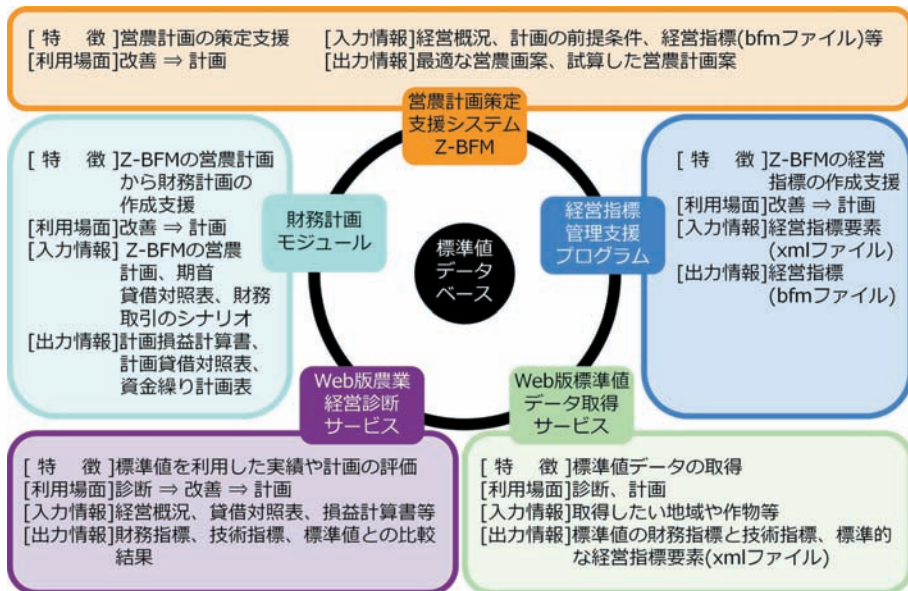 [ 特　徴 ]営農計画の策定支援
[利用場面]改善 ⇒ 計画
[入力情報]経営概況、計画の前提条件、経営指標(bfmファイル)等
[出力情報]最適な営農画案、試算した営農計画案
営農計画策定
支援システム
Z-BFM
[ 特　徴 ]Z-BFMの営農計画
から財務計画の
作成支援
[利用場面]改善 ⇒ 計画
[入力情報] Z-BFMの営農
計画、期首
貸借対照表、財務
取引のシナリオ
[出力情報]計画損益計算書、
計画貸借対照表、
資金繰り計画表
財務計画
モジュール
標準値
データ
ベース
経営指標
管理支援
プログラム
[ 特　徴 ]Z-BFMの経営
指標の作成支援
[利用場面]改善 ⇒ 計画
[入力情報]経営指標要素
(xmlファイル)
[出力情報]経営指標
(bfmファイル)
Web版農業
経営診断
サービス
Web版標準値
データ取得
サービス
[ 特　徴 ]標準値を利用した実績や計画の評価
[利用場面]診断 ⇒ 改善 ⇒ 計画
[入力情報]経営概況、貸借対照表、損益計算書等
[出力情報]財務指標、技術指標、標準値との比較
結果
[ 特　徴 ]標準値データの取得
[利用場面]診断、計画
[入力情報]取得したい地域や作物等
[出力情報]標準値の財務指標と技術指標、標準的
な経営指標要素(xmlファイル)